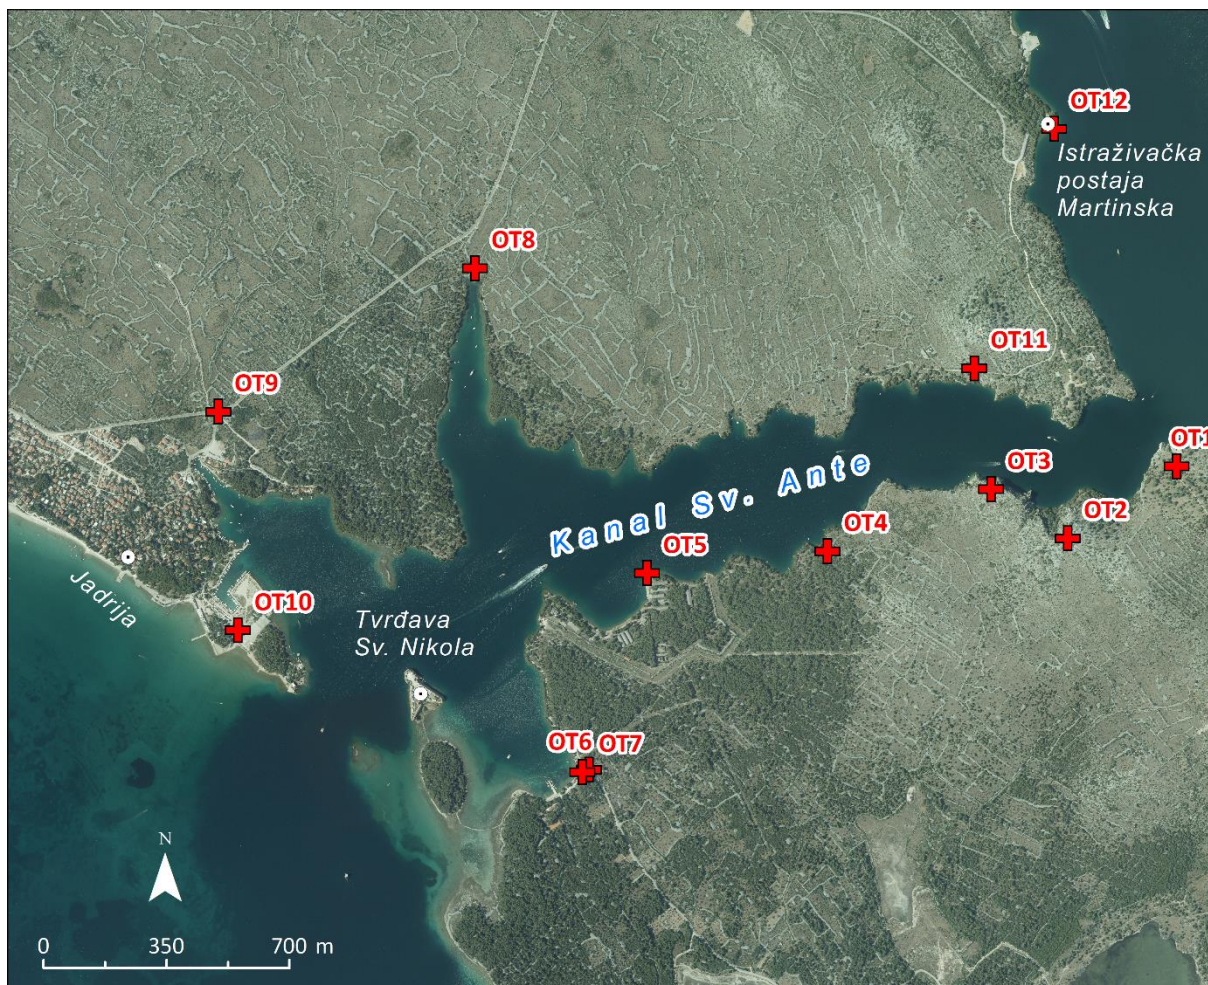 OT12
Istraživačka
postaja
Martinska
OT8
OT11
OT9
OT1
OT3
Kanal Sv. Ante
OT2
OT4
OT5
Jadrija
OT10
Tvrđava
Sv. Nikola
OT6
OT7
N
0 350 700 m